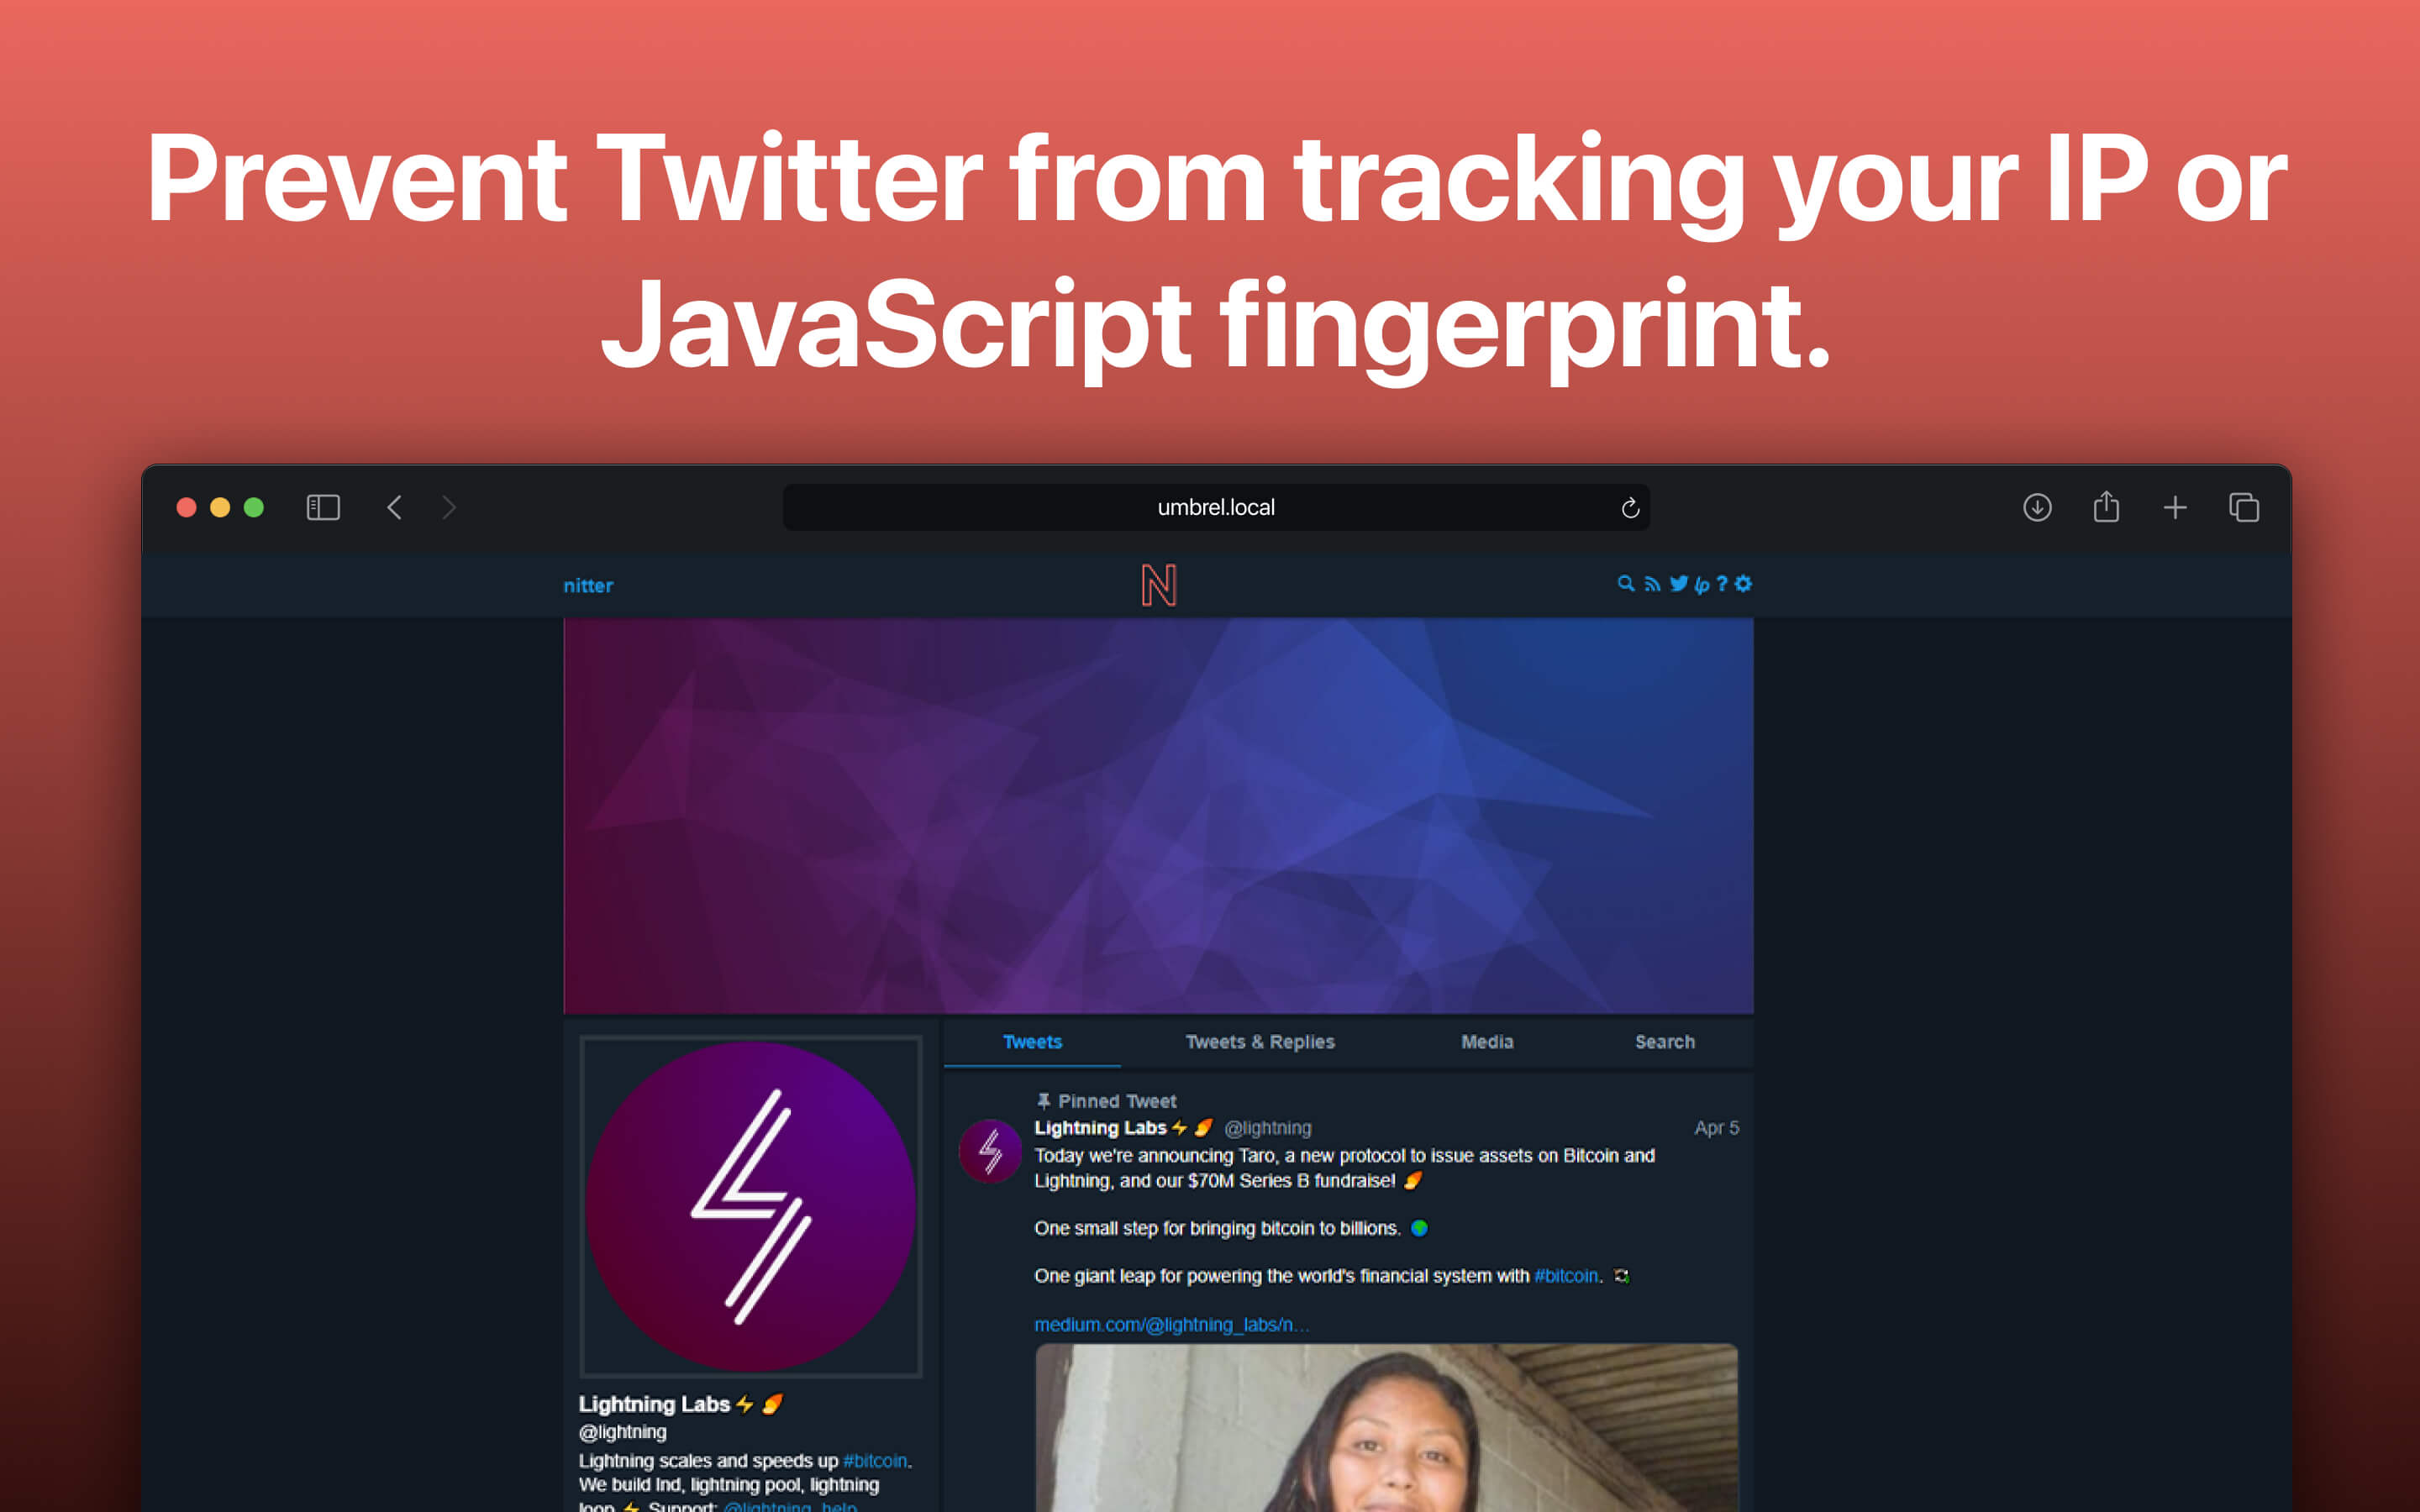 Prevent Twitter from tracking your IP or
JavaScript fingerprint.
umbrel.local
nitter
N
Tweets
Tweets & Replies
Media
Search
Pinned Tweet
Lightning Labs⚡🍠 @lightning
Apr 5
Today we're announcing Taro, a new protocol to issue assets on Bitcoin and
Lightning, and our $70M Series B fundraise! 🍠
One small step for bringing bitcoin to billions. 🌍
One giant leap for powering the world's financial system with #bitcoin.
medium.com/@lightning_labs/n…
Lightning Labs⚡🍠
@lightning
Lightning scales and speeds up #bitcoin.
We build lnd, lightning pool, lightning
loop ⚡ Support: @lightning_help